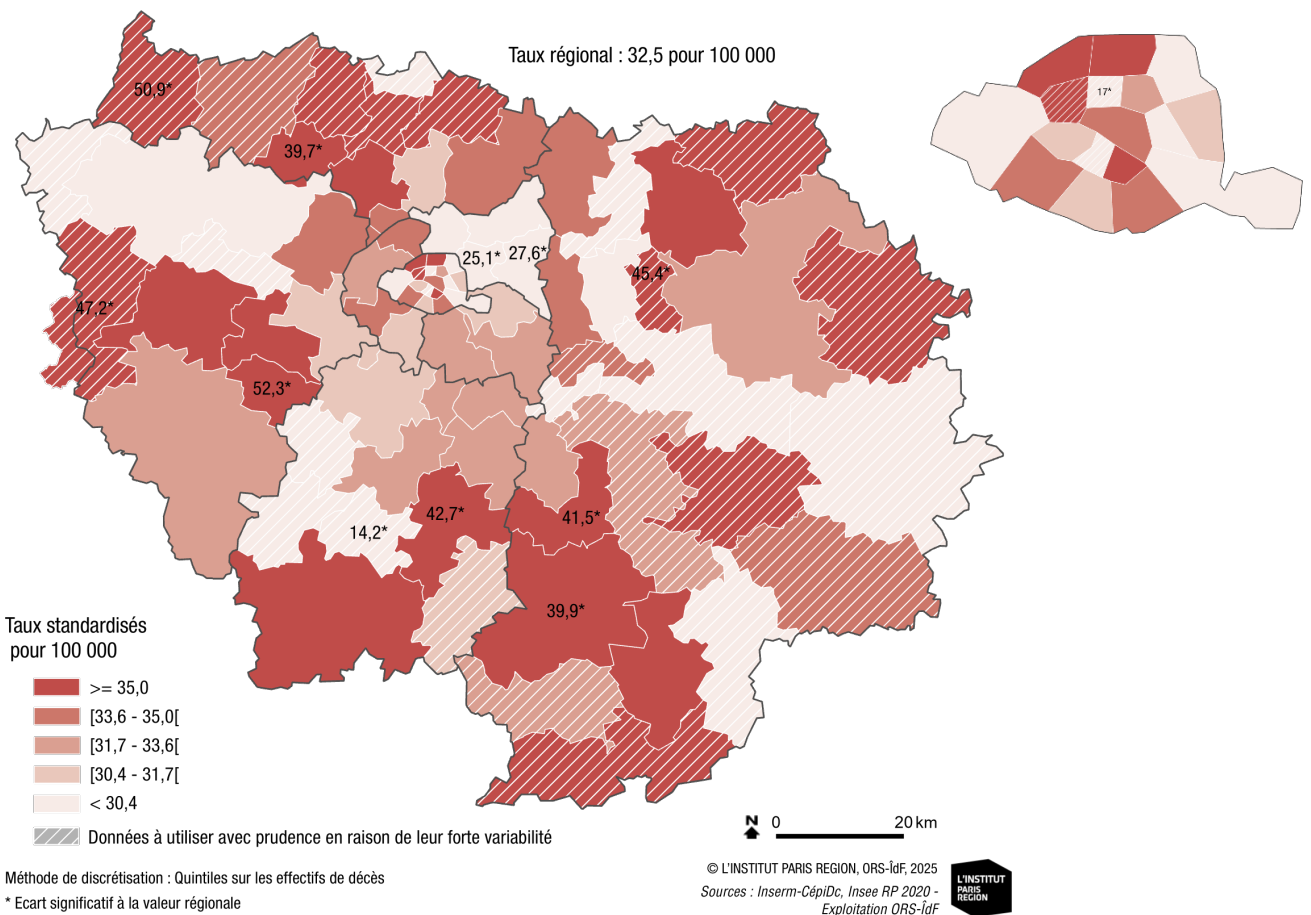 Taux régional : 32,5 pour 100 000
50,9*
17*
39,7*
25,1*
27,6*
45,4*
47,2*
52,3*
14,2*
42,7*
41,5*
39,9*
Taux standardisés
pour 100 000
>= 35,0
[33,6 - 35,0[
[31,7 - 33,6[
[30,4 - 31,7[
< 30,4
Données à utiliser avec prudence en raison de leur forte variabilité
N 0 20 km
Méthode de discrétisation : Quintiles sur les effectifs de décès
* Ecart significatif à la valeur régionale
© L'INSTITUT PARIS REGION, ORS-ÎdF, 2025
Sources : Inserm-CépiDc, Insee RP 2020 -
Exploitation ORS-ÎdF
L'INSTITUT
PARIS
REGION